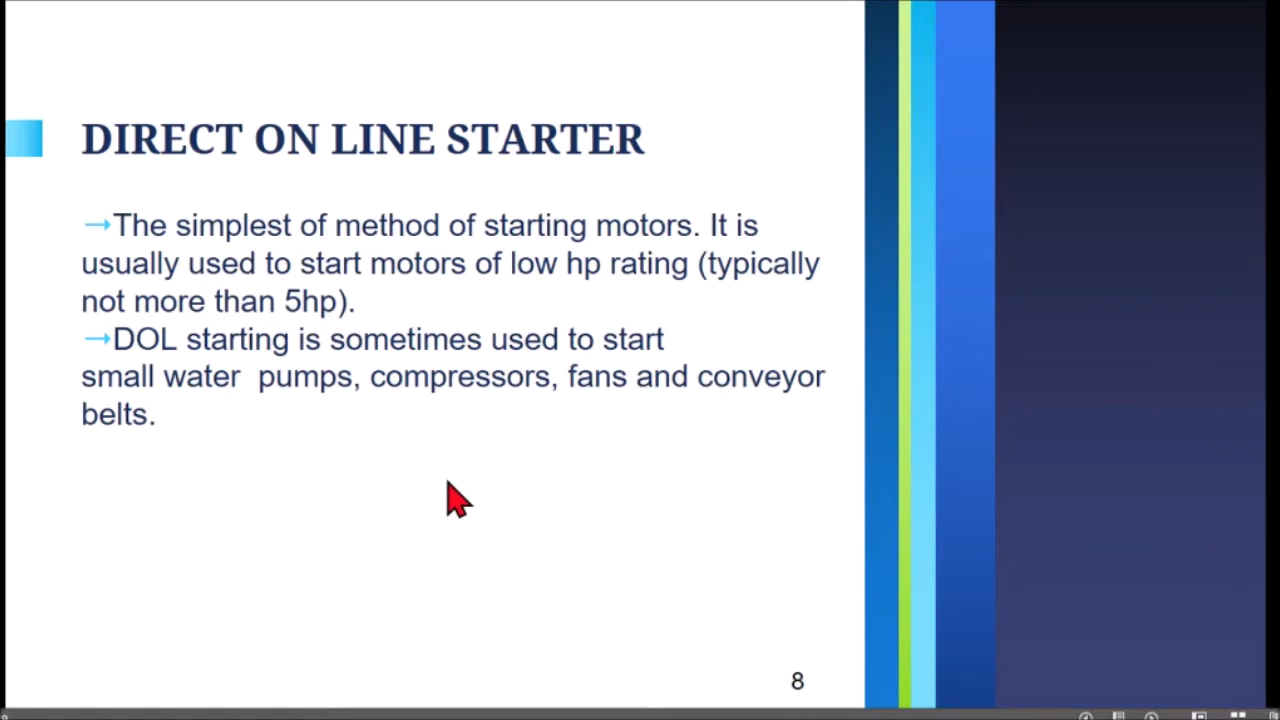 DIRECT ON LINE STARTER
→The simplest of method of starting motors. It is
usually used to start motors of low hp rating (typically
not more than 5hp).
→DOL starting is sometimes used to start
small water  pumps, compressors, fans and conveyor
belts.
8